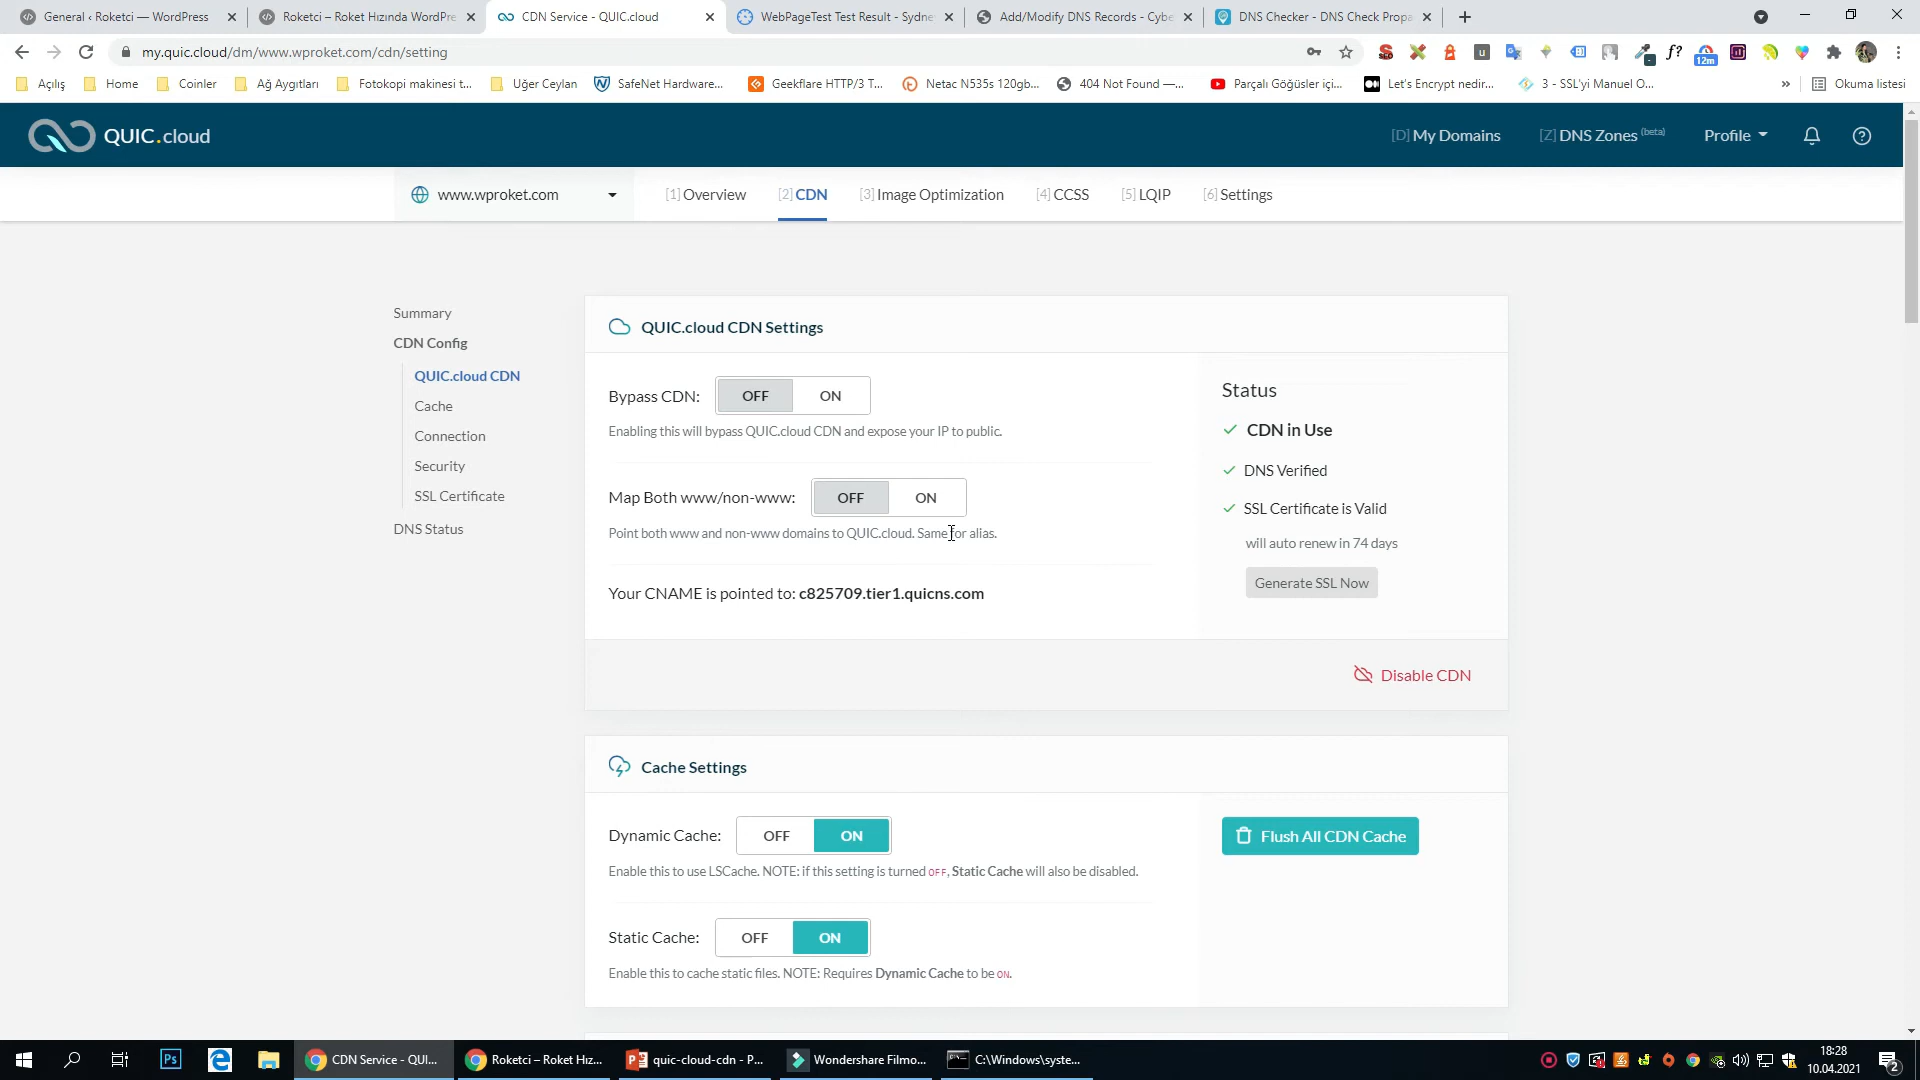 General ‹ Roketci — WordPress
Roketci – Roket Hızında WordPre
CDN Service - QUIC.cloud
WebPageTest Test Result - Sydne
Add/Modify DNS Records - Cybe
DNS Checker - DNS Check Propa
my.quic.cloud/dm/www.wproket.com/cdn/setting
12m
Açılış
Home
Coinler
Ağ Aygıtları
Fotokopi makinesi t...
Uğer Ceylan
SafeNet Hardware...
Geekflare HTTP/3 T...
Netac N535s 120gb...
404 Not Found —...
Parçalı Göğüsler içi...
Let's Encrypt nedir...
3 - SSL'yi Manuel O...
»
Okuma listesi
QUIC.cloud
[D] My Domains
[Z] DNS Zones (beta)
Profile
www.wproket.com
[1] Overview
[2] CDN
[3] Image Optimization
[4] CCSS
[5] LQIP
[6] Settings
Summary
CDN Config
QUIC.cloud CDN
Cache
Connection
Security
SSL Certificate
DNS Status
QUIC.cloud CDN Settings
Bypass CDN: OFF ON
Enabling this will bypass QUIC.cloud CDN and expose your IP to public.
Map Both www/non-www: OFF ON
Point both www and non-www domains to QUIC.cloud. Same for alias.
Your CNAME is pointed to: c825709.tier1.quicns.com
Status
CDN in Use
DNS Verified
SSL Certificate is Valid
will auto renew in 74 days
Generate SSL Now
Disable CDN
Cache Settings
Dynamic Cache: OFF ON
Enable this to use LSCache. NOTE: if this setting is turned OFF, Static Cache will also be disabled.
Static Cache: OFF ON
Enable this to cache static files. NOTE: Requires Dynamic Cache to be ON.
Flush All CDN Cache
Ps
CDN Service - QUI...
Roketci – Roket Hız...
quic-cloud-cdn - P...
Wondershare Filmo...
C:\Windows\syste...
18:28
10.04.2021
2